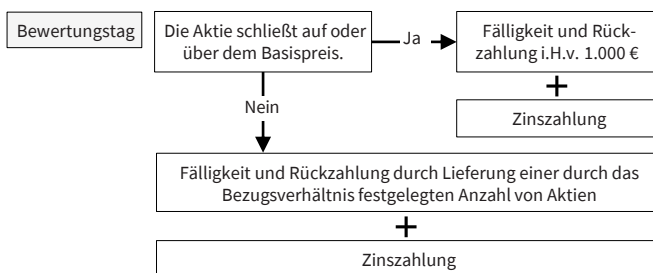 Bewertungstag
Die Aktie schließt auf oder
über dem Basispreis.
Ja
Fälligkeit und Rück-
zahlung i.H.v. 1.000 €
+
Zinszahlung
Nein
Fälligkeit und Rückzahlung durch Lieferung einer durch das
Bezugsverhältnis festgelegten Anzahl von Aktien
+
Zinszahlung